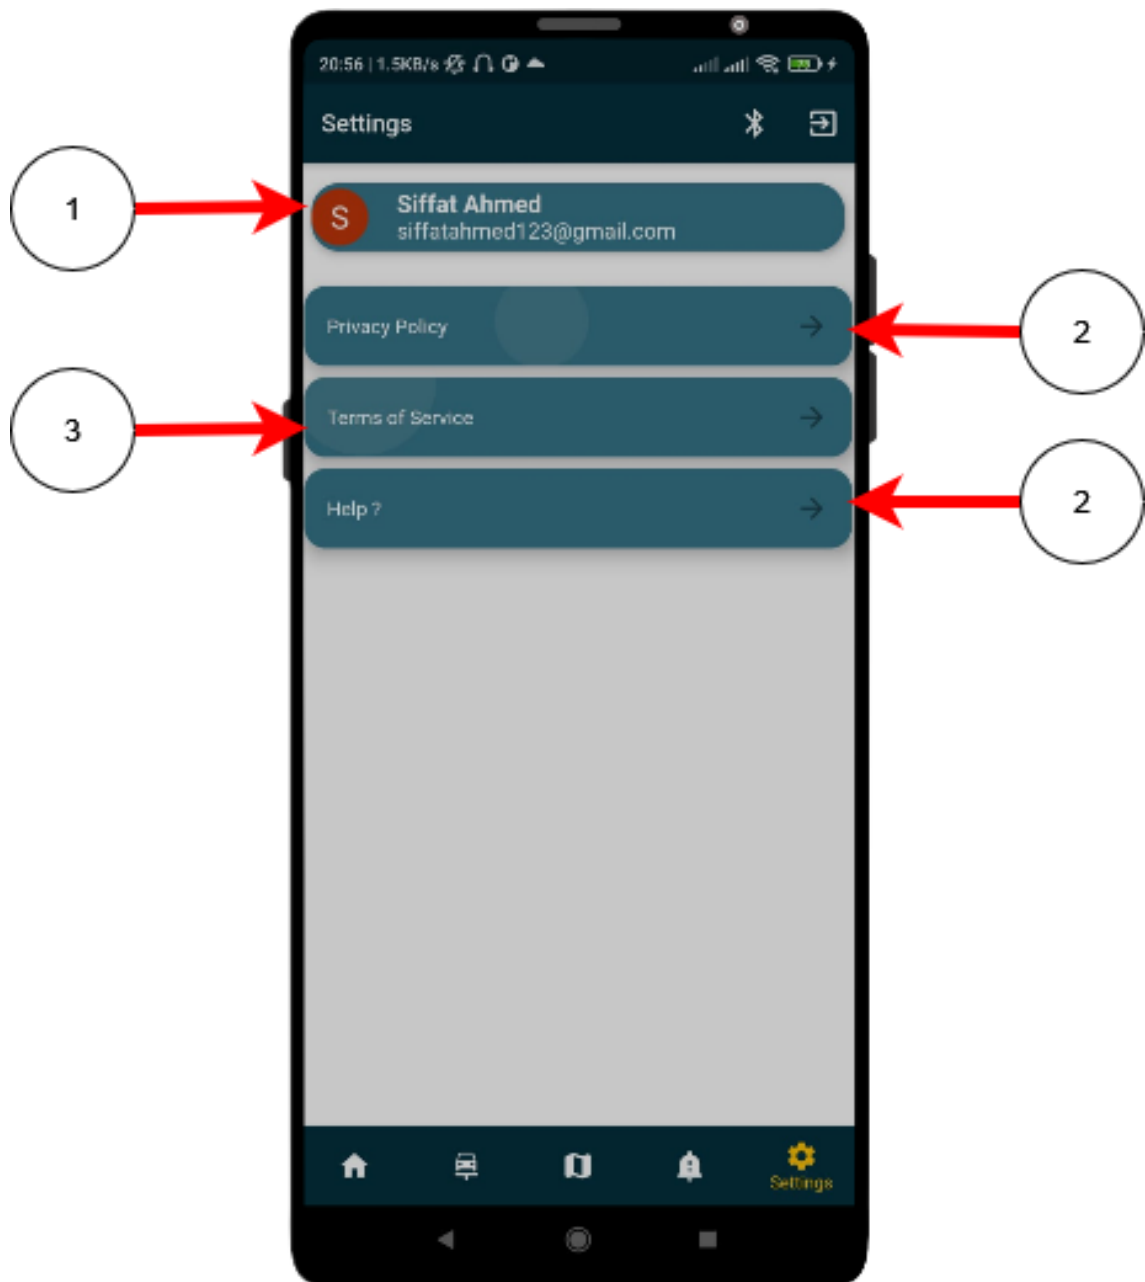 20:56 | 1.5KB/s
Settings
1
S
Siffat Ahmed
siffatahmed123@gmail.com
Privacy Policy
2
3
Terms of Service
Help ?
2
Settings